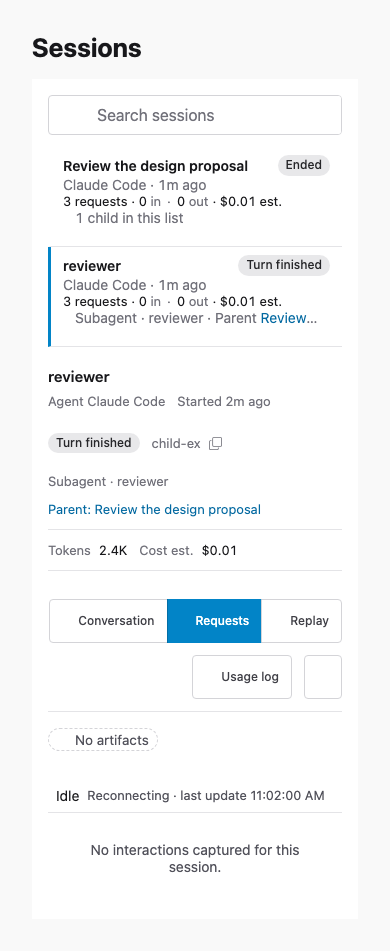 Sessions
Search sessions
Review the design proposal
Ended
Claude Code · 1m ago
3 requests · 0 in · 0 out · $0.01 est.
1 child in this list
reviewer
Turn finished
Claude Code · 1m ago
3 requests · 0 in · 0 out · $0.01 est.
Subagent · reviewer · Parent Review…
reviewer
Agent Claude Code Started 2m ago
Turn finished child-ex
Subagent · reviewer
Parent: Review the design proposal
Tokens 2.4K Cost est. $0.01
Conversation Requests Replay
Usage log
No artifacts
Idle Reconnecting · last update 11:02:00 AM
No interactions captured for this
session.